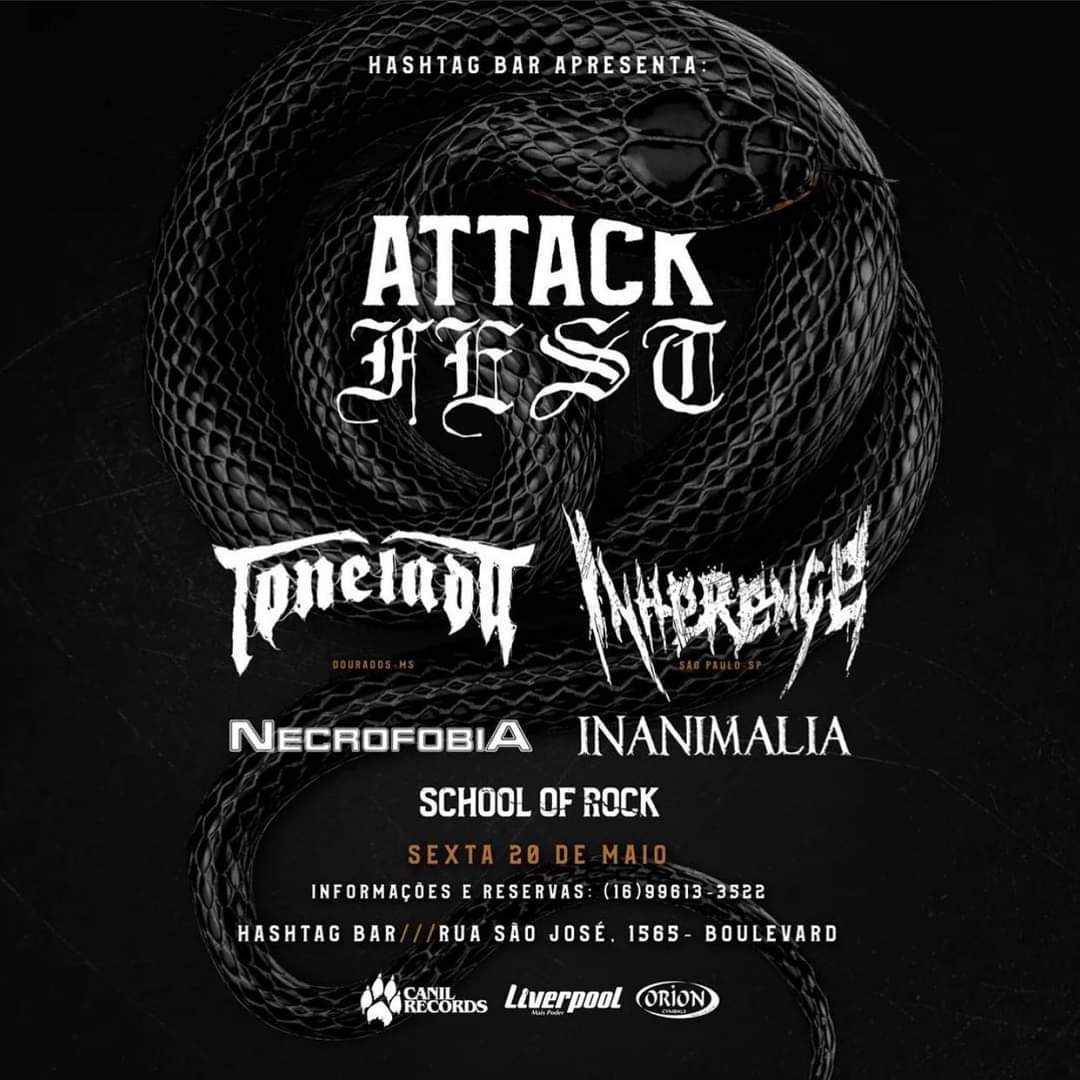 HASHTAG BAR APRESENTA:
ATTACK
FEST
Tonelada
INHERENCE
DOURADOS-MS
SÃO PAULO-SP
NECROFOBIA
INANIMALIA
SCHOOL OF ROCK
SEXTA 20 DE MAIO
INFORMAÇÕES E RESERVAS: (16)99613-3522
HASHTAG BAR///RUA SÃO JOSÉ, 1565- BOULEVARD
CANIL
RECORDS
Liverpool
Mais Poder
ORION
CYMBALS